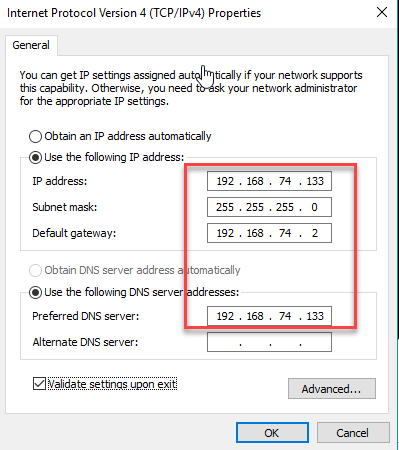 Internet Protocol Version 4 (TCP/IPv4) Properties
General
You can get IP settings assigned automatically if your network supports
this capability. Otherwise, you need to ask your network administrator
for the appropriate IP settings.
Obtain an IP address automatically
Use the following IP address:
IP address: 192 . 168 . 74 . 133
Subnet mask: 255 . 255 . 255 . 0
Default gateway: 192 . 168 . 74 . 2
Obtain DNS server address automatically
Use the following DNS server addresses:
Preferred DNS server: 192 . 168 . 74 . 133
Alternate DNS server: . . .
Validate settings upon exit
Advanced...
OK Cancel